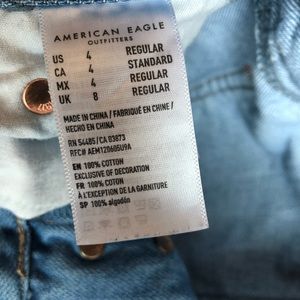 AMERICAN EAGLE
OUTFITTERS
US 4 REGULAR
CA 4 STANDARD
MX 4 REGULAR
UK 8 REGULAR
MADE IN CHINA / FABRIQUÉ EN CHINE /
HECHO EN CHINA
RN 54485 / CA 03873
RFC# AEM120605U9A
EN 100% COTTON
EXCLUSIVE OF DECORATION
FR 100% COTON
À L'EXCEPTION DE LA GARNITURE
SP 100% algodón